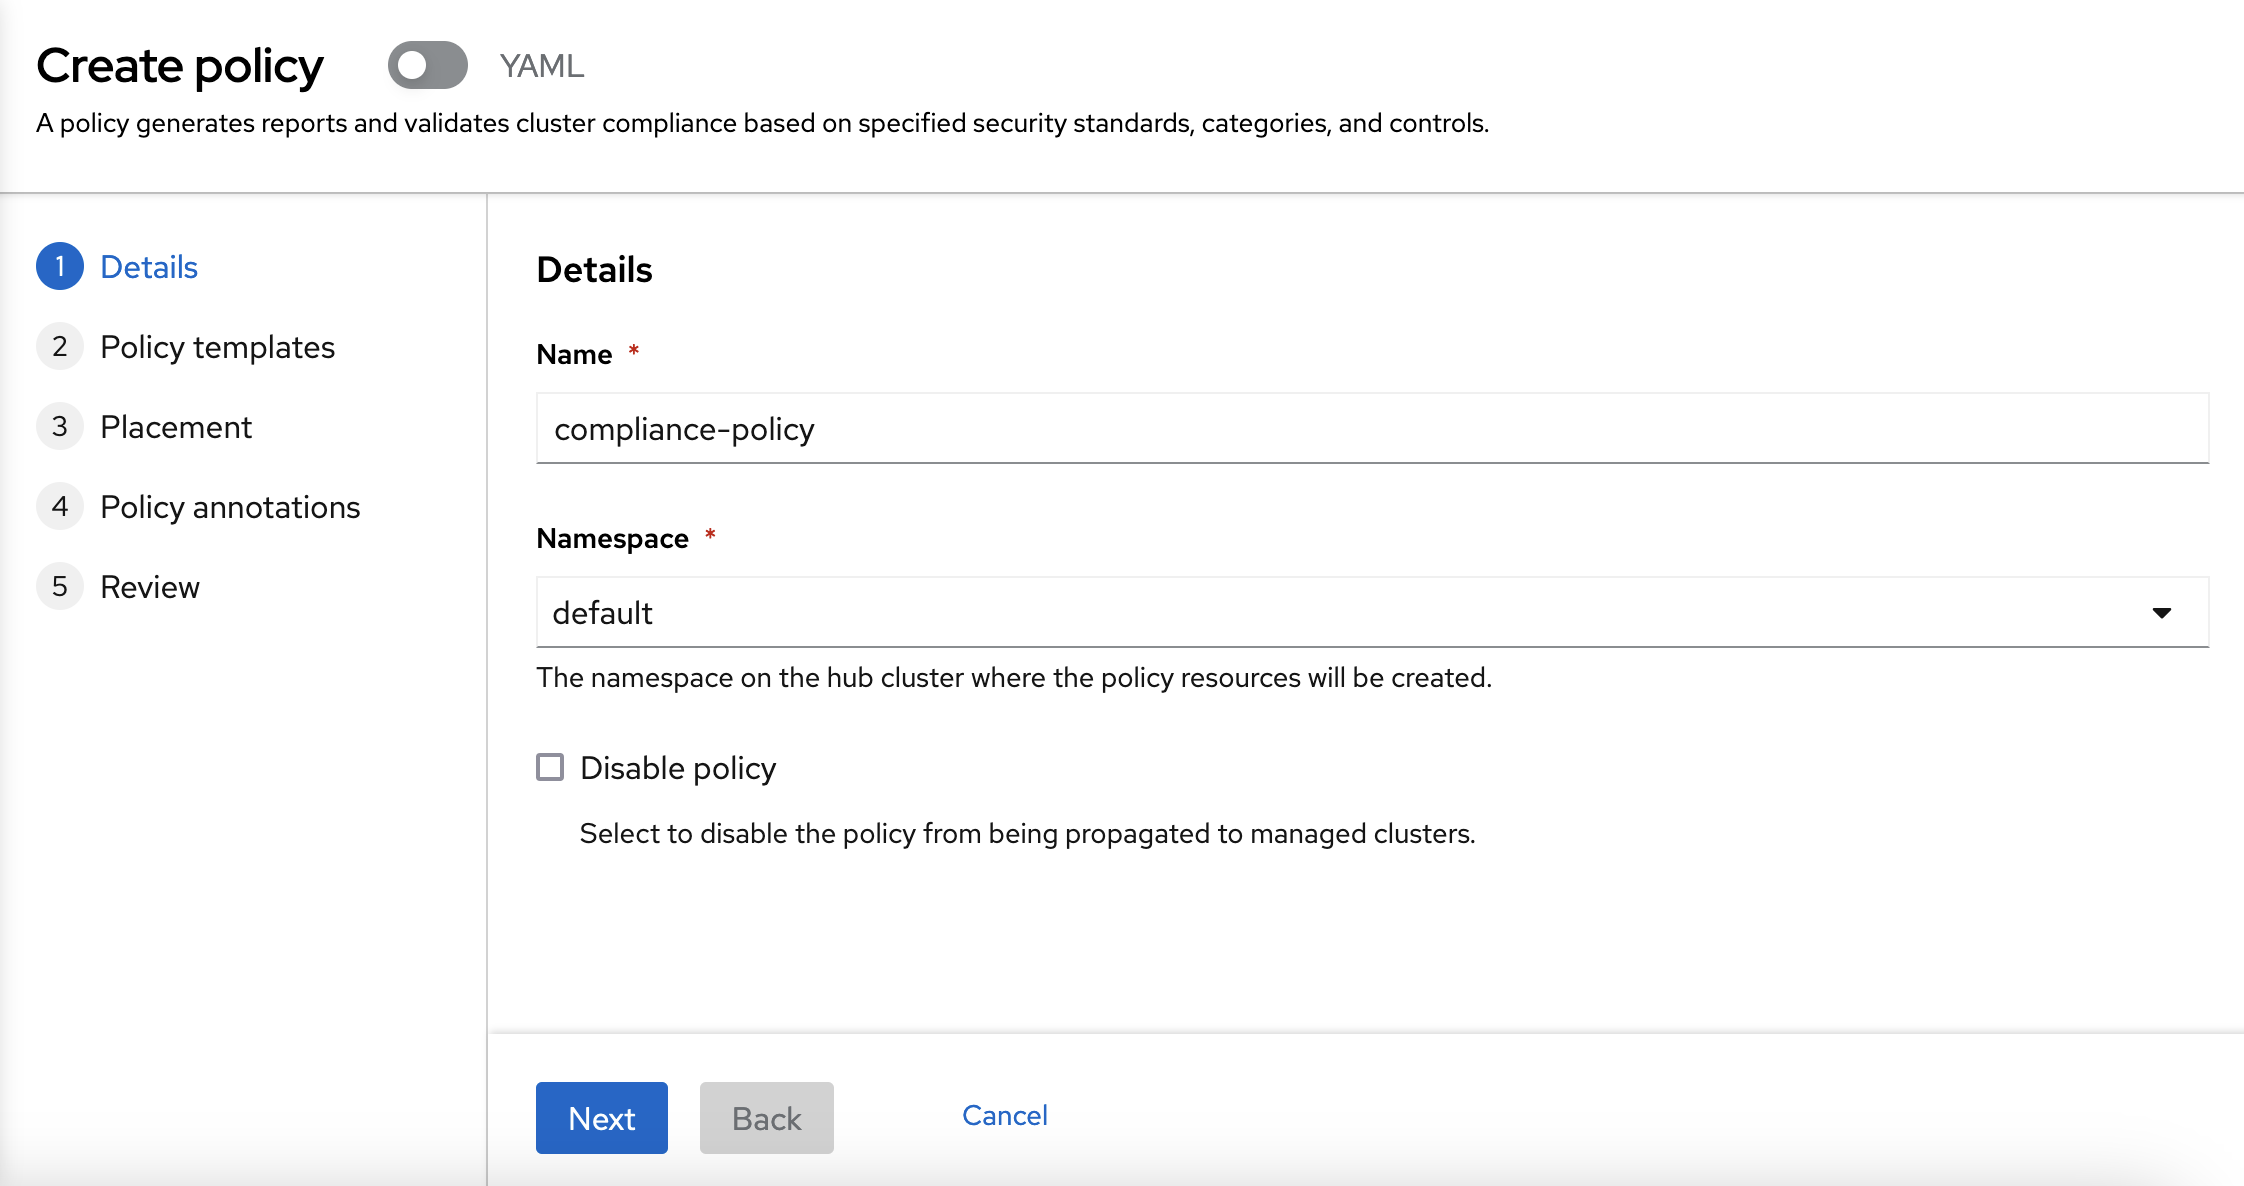 Create policy YAML
A policy generates reports and validates cluster compliance based on specified security standards, categories, and controls.
1 Details
2 Policy templates
3 Placement
4 Policy annotations
5 Review
Details
Name *
compliance-policy
Namespace *
default
The namespace on the hub cluster where the policy resources will be created.
Disable policy
Select to disable the policy from being propagated to managed clusters.
Next Back Cancel